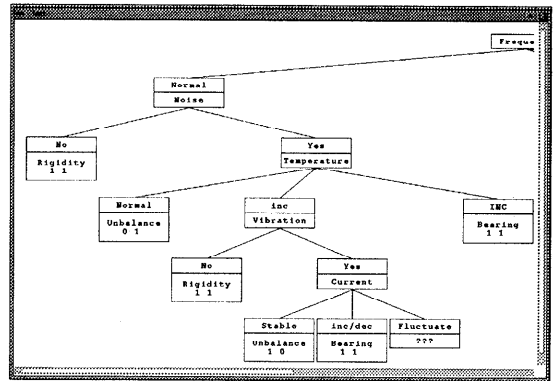 Freque
Normal
Noise
No
Rigidity
1 1
Yes
Temperature
Normal
Unbalance
0 1
inc
Vibration
INC
Bearing
1 1
No
Rigidity
1 1
Yes
Current
Stable
Unbalance
1 0
inc/dec
Bearing
1 1
Fluctuate
???